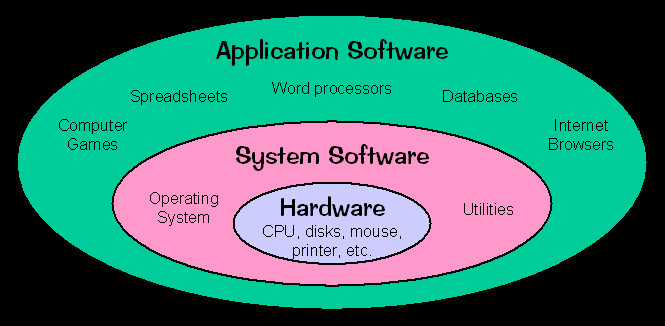 Application Software
Word processors
Spreadsheets
Databases
Computer
Games
Internet
Browsers
System Software
Operating
System
Utilities
Hardware
CPU, disks, mouse,
printer, etc.